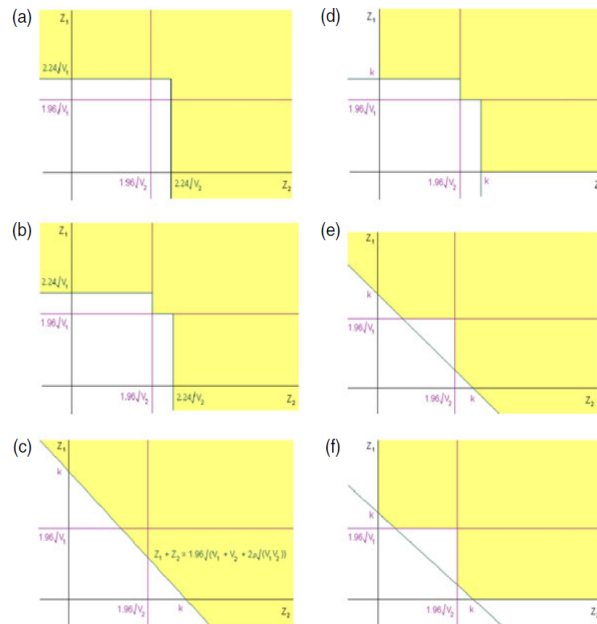 (a)
Z₁
2.24√V₁
1.96√V₁
1.96√V₂
2.24√V₂
Z₂
(b)
Z₁
2.24√V₁
1.96√V₁
1.96√V₂
2.24√V₂
Z₂
(c)
Z₁
k
1.96√V₁
Z₁ + Z₂ = 1.96√(V₁ + V₂ + 2ρ√(V₁V₂))
1.96√V₂
k
Z₂
(d)
Z₁
k
1.96√V₁
1.96√V₂
k
Z₂
(e)
Z₁
k
1.96√V₁
1.96√V₂
k
Z₂
(f)
Z₁
k
1.96√V₁
1.96√V₂
k
Z₂